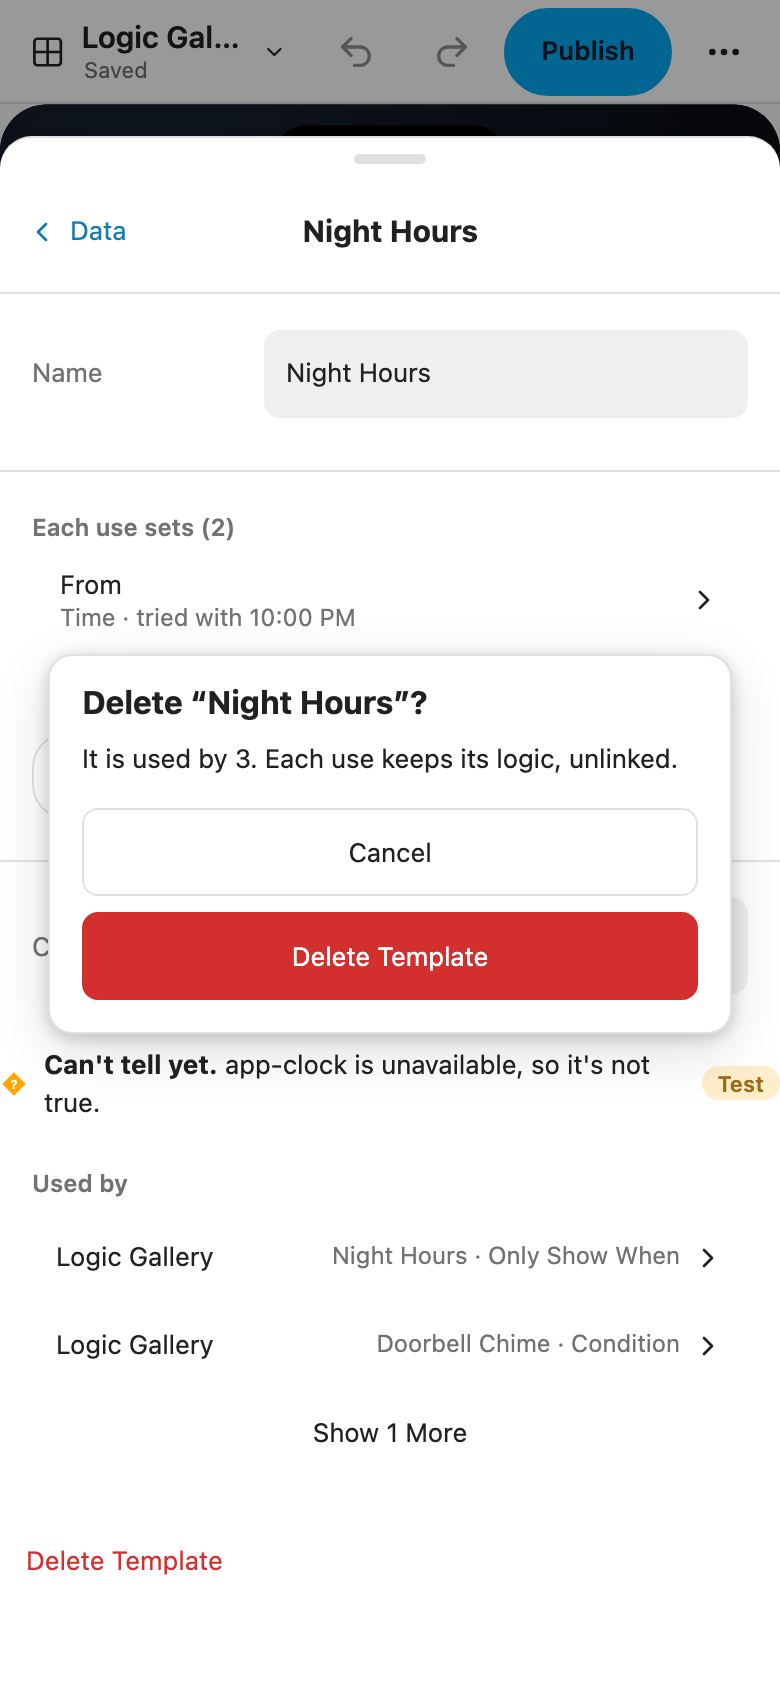 Logic Gal...
Saved
Publish
Data
Night Hours
Name
Night Hours
Each use sets (2)
From
Time · tried with 10:00 PM
Delete “Night Hours”?
It is used by 3. Each use keeps its logic, unlinked.
Cancel
Delete Template
Can't tell yet. app-clock is unavailable, so it's not
true.
Test
Used by
Logic Gallery
Night Hours · Only Show When
Logic Gallery
Doorbell Chime · Condition
Show 1 More
Delete Template